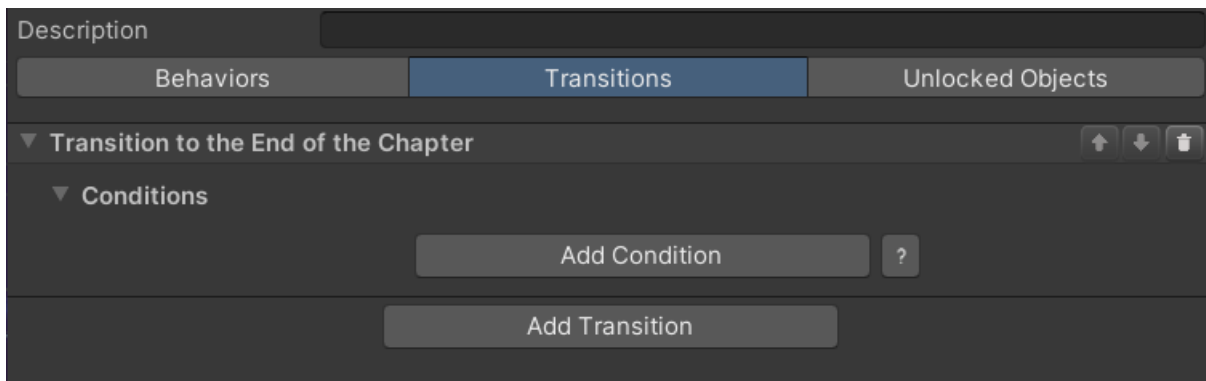 Description
Behaviors Transitions Unlocked Objects
Transition to the End of the Chapter
Conditions
Add Condition ?
Add Transition